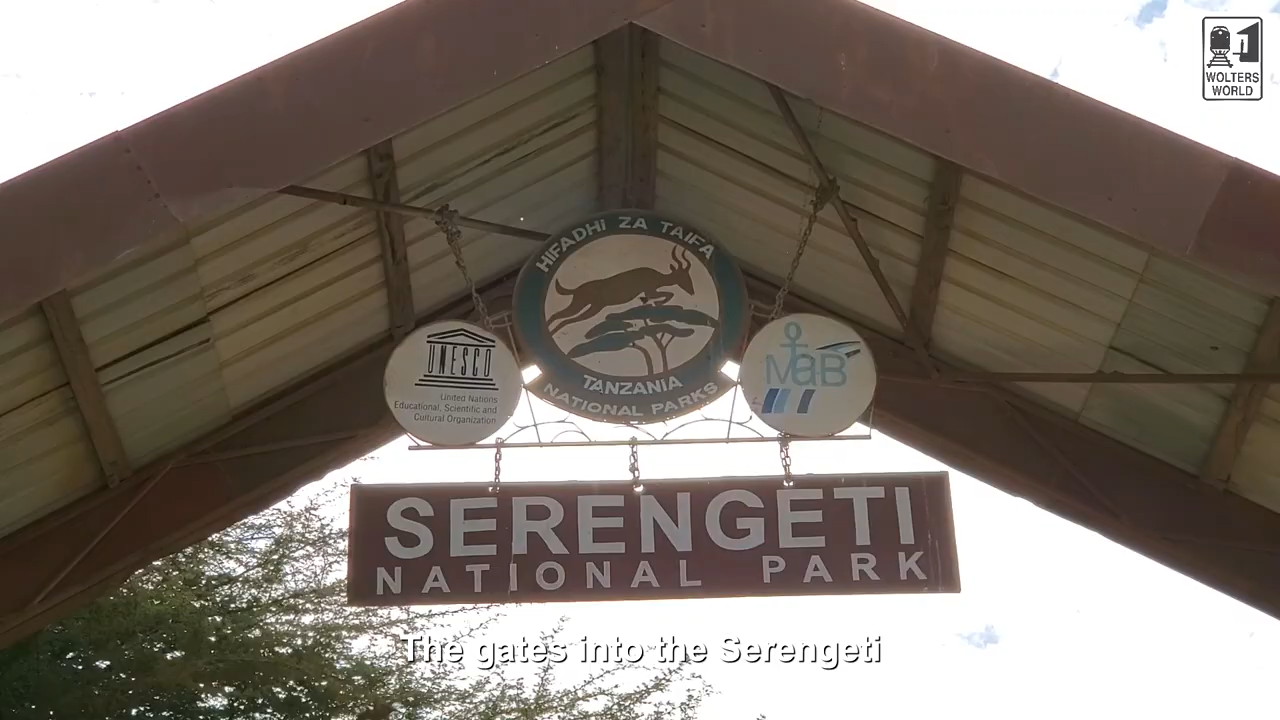 WOLTERS
WORLD
HIFADHI ZA TAIFA
TANZANIA
NATIONAL PARKS
UNESCO
United Nations
Educational, Scientific and
Cultural Organization
MaB
SERENGETI
NATIONAL PARK
The gates into the Serengeti